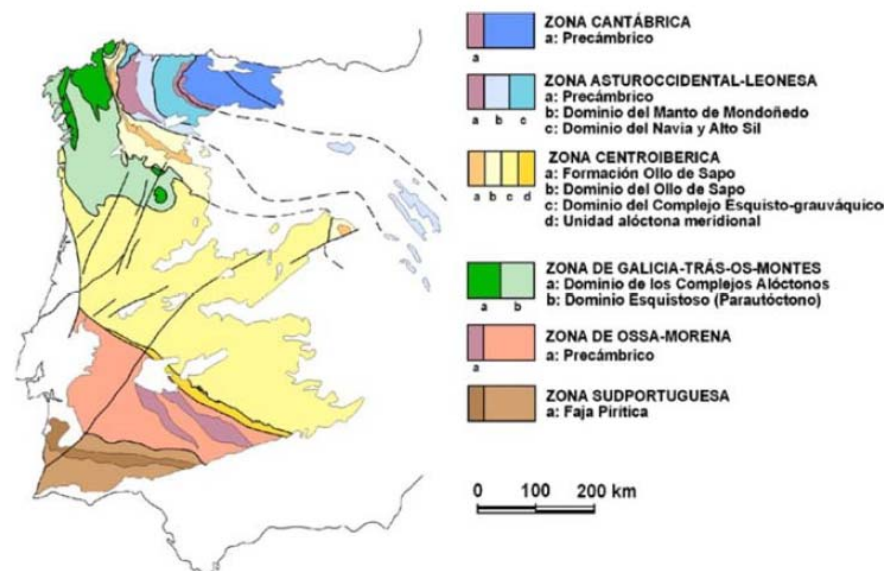 ZONA CANTÁBRICA
a: Precámbrico
a
ZONA ASTUROCCIDENTAL-LEONESA
a: Precámbrico
b: Dominio del Manto de Mondoñedo
c: Dominio del Navia y Alto Sil
a b c
ZONA CENTROIBERICA
a: Formación Ollo de Sapo
b: Dominio del Ollo de Sapo
c: Dominio del Complejo Esquisto-grauváquico
d: Unidad alóctona meridional
a b c d
ZONA DE GALICIA-TRÁS-OS-MONTES
a: Dominio de los Complejos Alóctonos
b: Dominio Esquistoso (Parautóctono)
a b
ZONA DE OSSA-MORENA
a: Precámbrico
a
ZONA SUDPORTUGUESA
a: Faja Pirítica
0 100 200 km